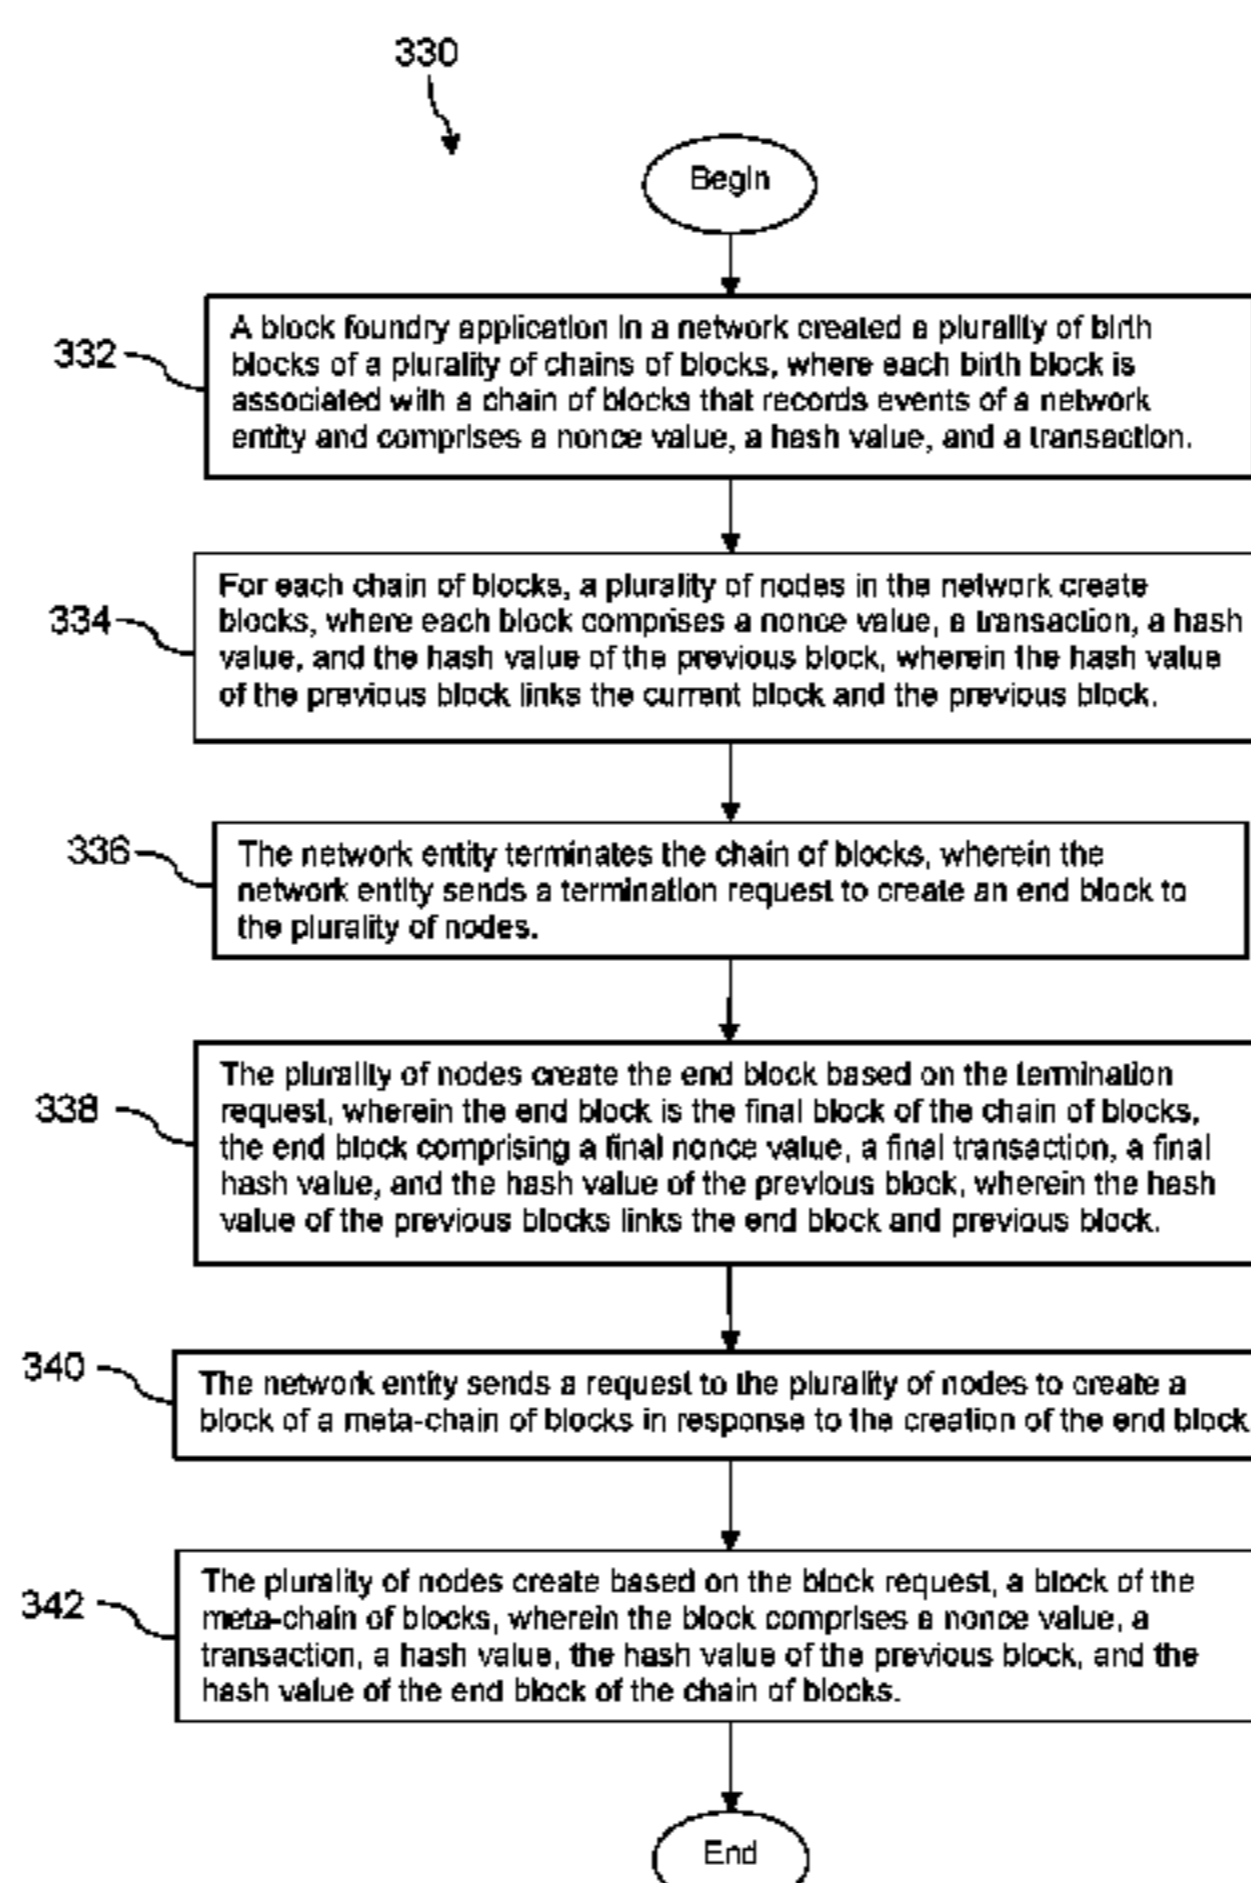 330
Begin
332
A block foundry application in a network created a plurality of birth
blocks of a plurality of chains of blocks, where each birth block is
associated with a chain of blocks that records events of a network
entity and comprises a nonce value, a hash value, and a transaction.
334
For each chain of blocks, a plurality of nodes in the network create
blocks, where each block comprises a nonce value, a transaction, a hash
value, and the hash value of the previous block, wherein the hash value
of the previous block links the current block and the previous block.
336
The network entity terminates the chain of blocks, wherein the
network entity sends a termination request to create an end block to
the plurality of nodes.
338
The plurality of nodes create the end block based on the termination
request, wherein the end block is the final block of the chain of blocks,
the end block comprising a final nonce value, a final transaction, a final
hash value, and the hash value of the previous block, wherein the hash
value of the previous blocks links the end block and previous block.
340
The network entity sends a request to the plurality of nodes to create a
block of a meta-chain of blocks in response to the creation of the end block
342
The plurality of nodes create based on the block request, a block of the
meta-chain of blocks, wherein the block comprises a nonce value, a
transaction, a hash value, the hash value of the previous block, and the
hash value of the end block of the chain of blocks.
End